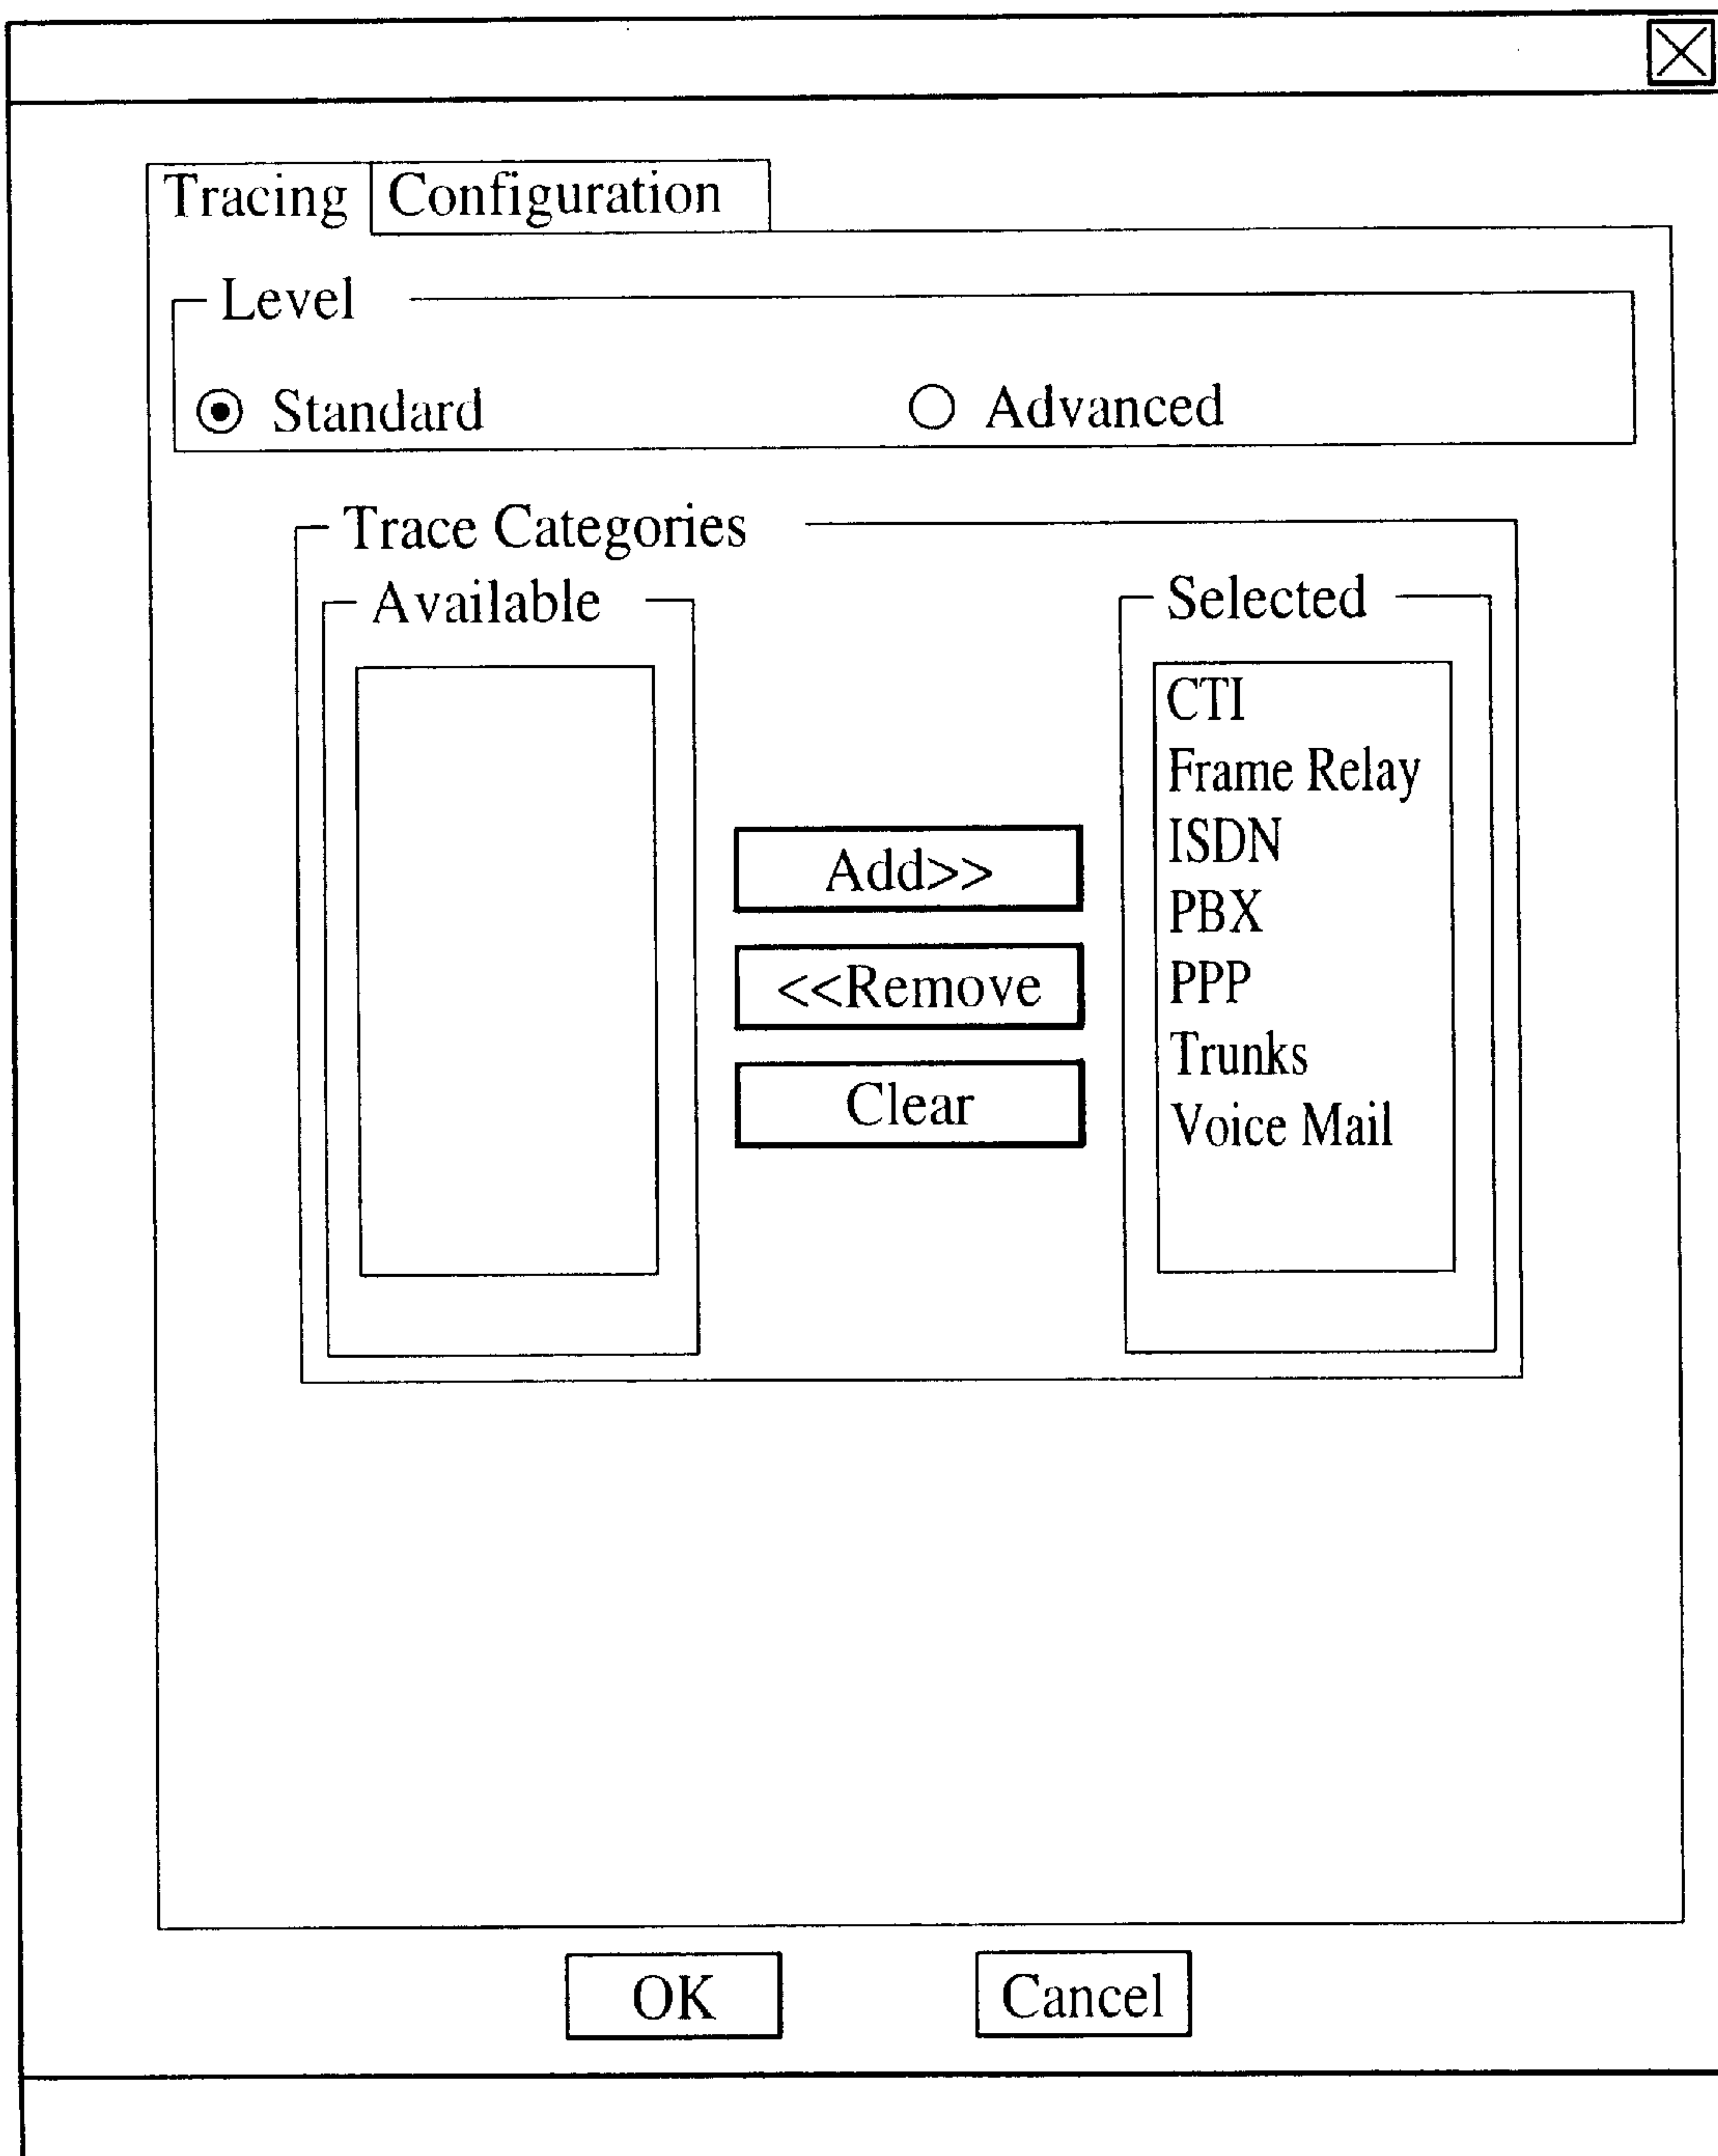 Tracing Configuration
Level
Standard Advanced
Trace Categories
Available
Selected
Add>>
<<Remove
Clear
CTI
Frame Relay
ISDN
PBX
PPP
Trunks
Voice Mail
OK Cancel